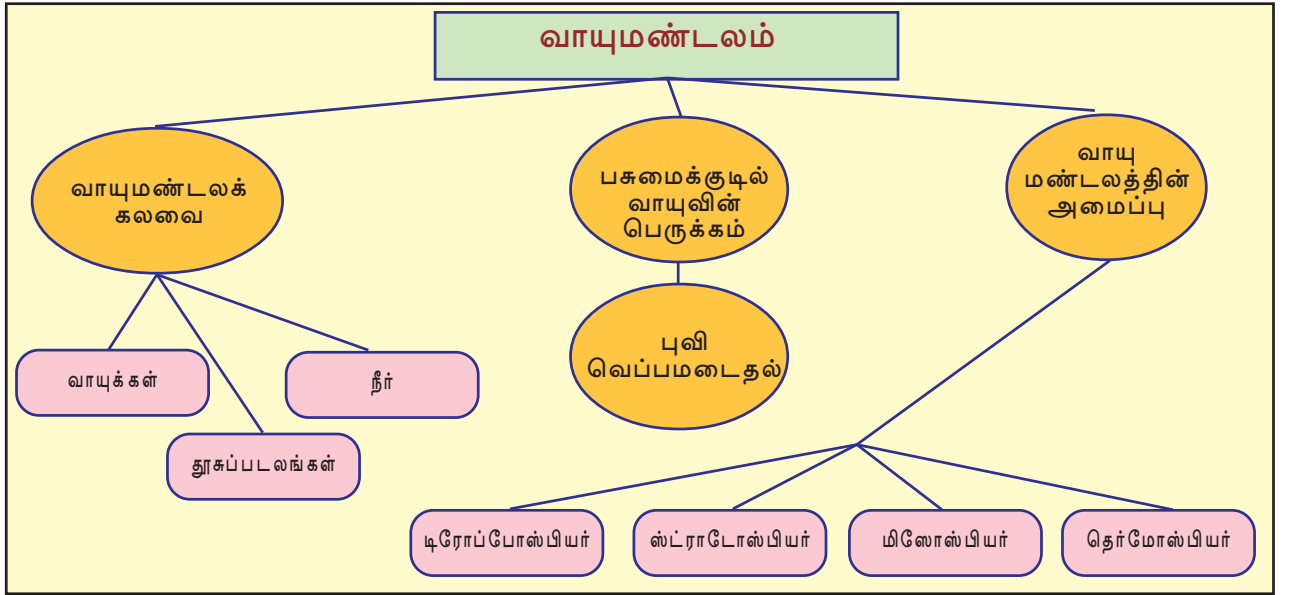 வாயுமண்டலம்
வாயுமண்டலக்
கலவை
பசுமைக்குடில்
வாயுவின்
பெருக்கம்
வாயு
மண்டலத்தின்
அமைப்பு
புவி
வெப்பமடைதல்
வாயுக்கள்
நீர்
தூசுப்படலங்கள்
டிரோப்போஸ்பியர்
ஸ்ட்ராடோஸ்பியர்
மிஸோஸ்பியர்
தெர்மோஸ்பியர்